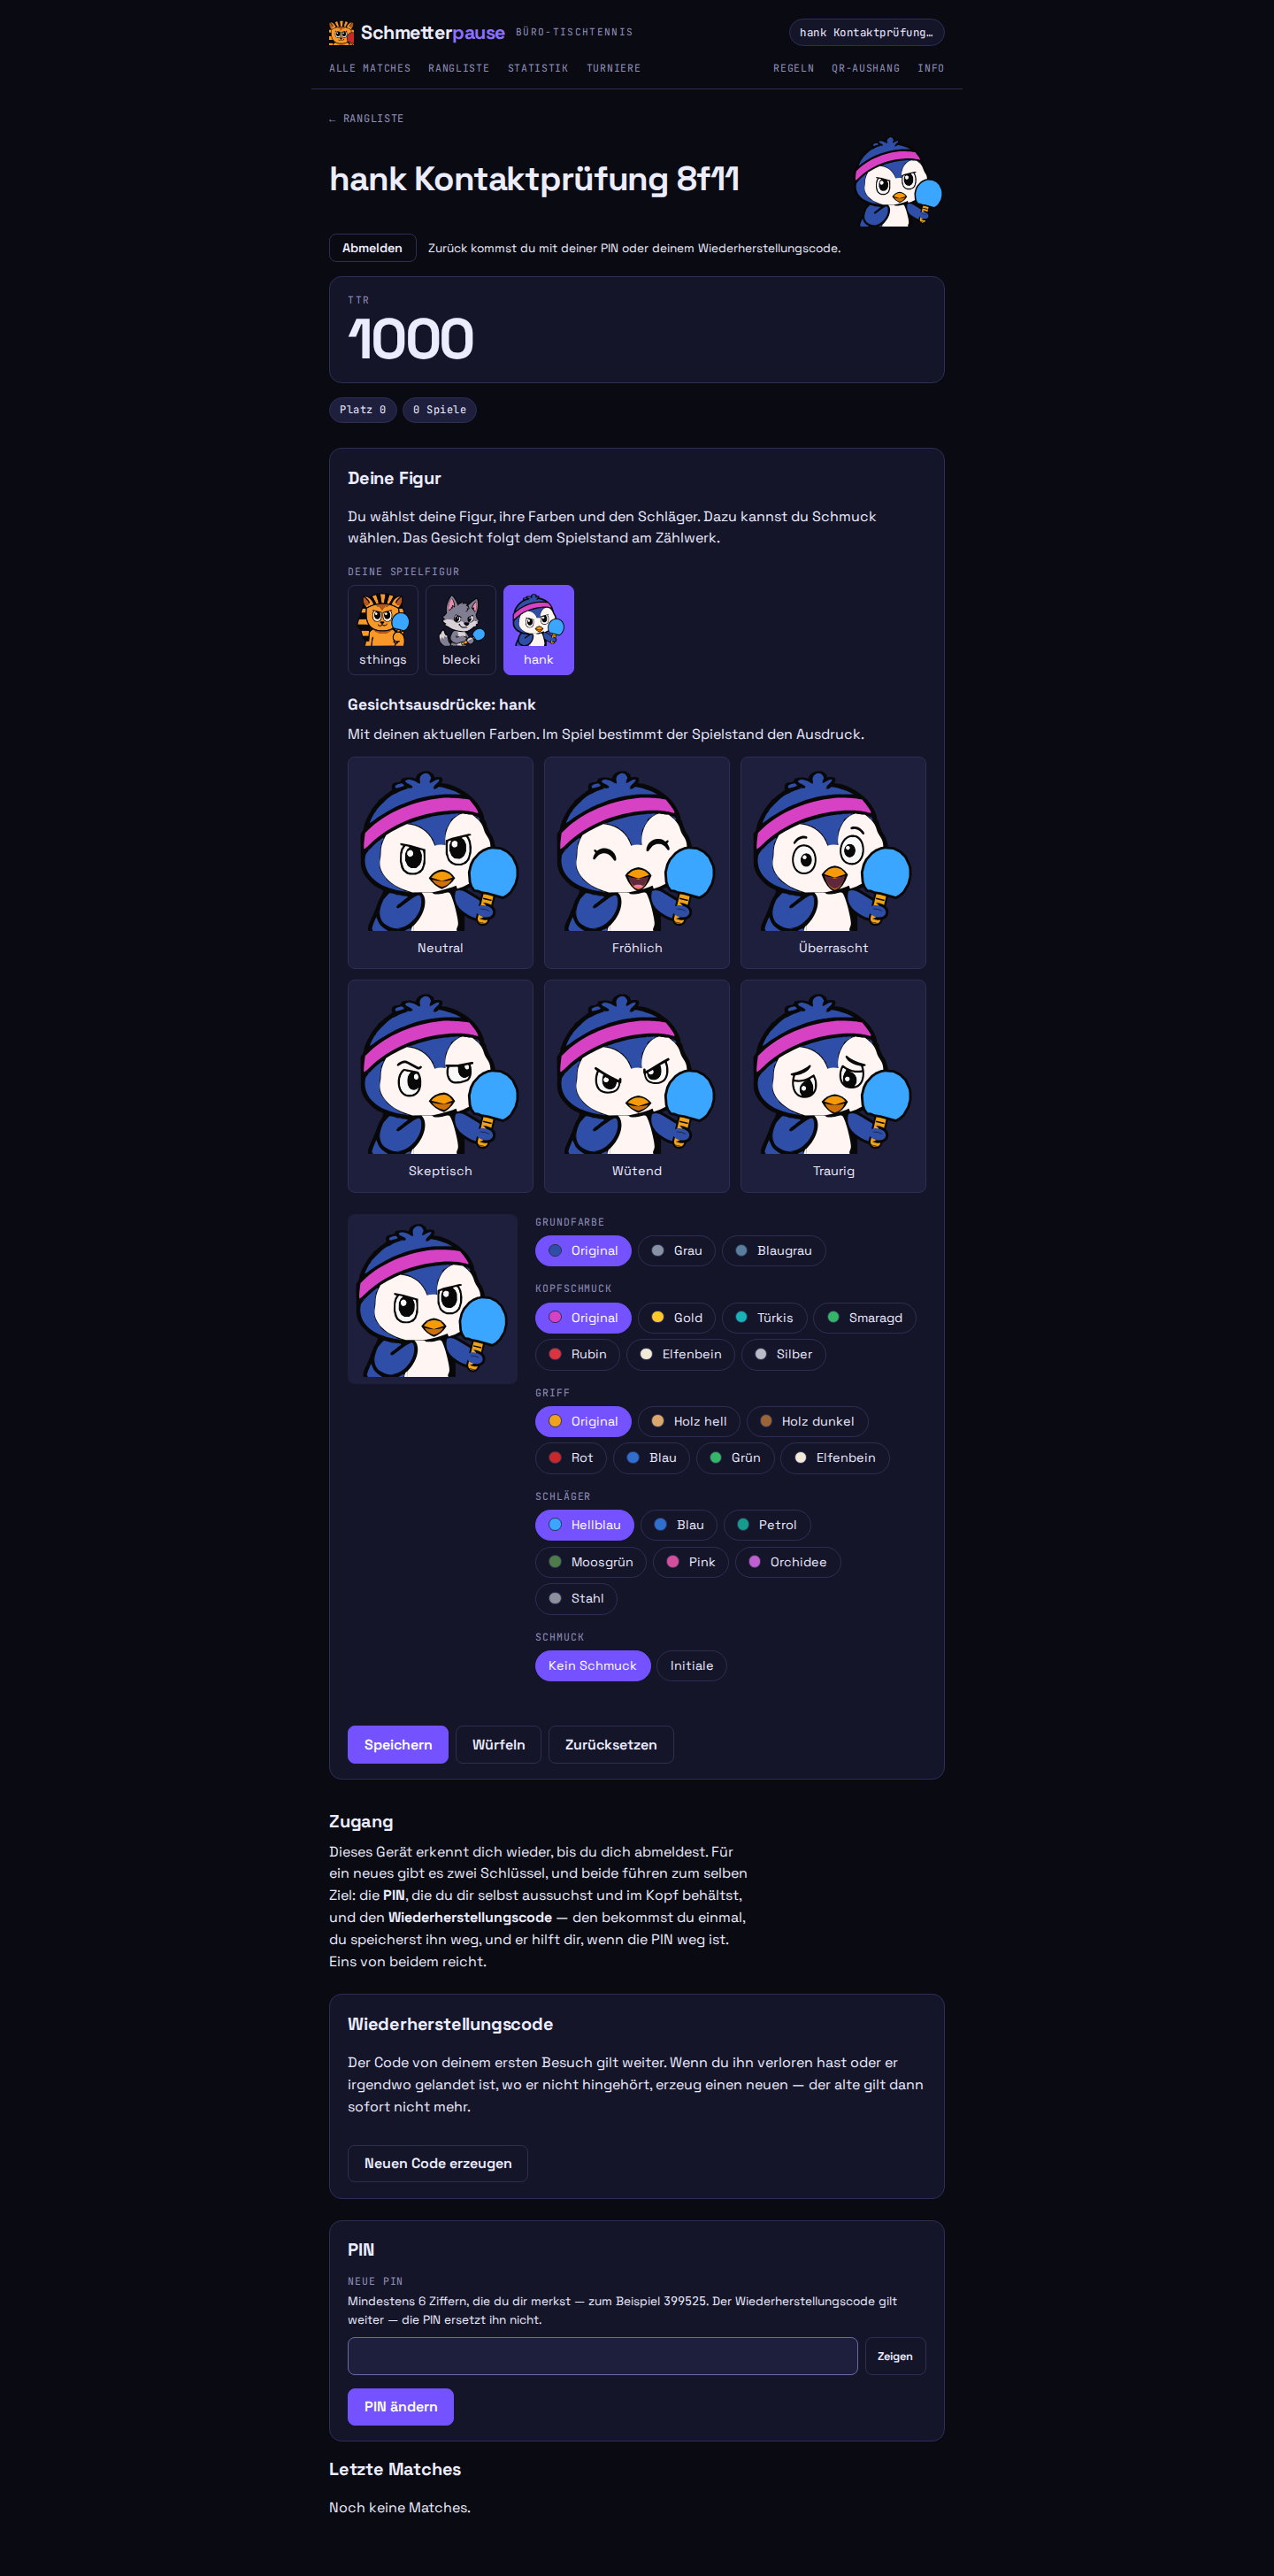 Schmetterpause BÜRO-TISCHTENNIS
hank Kontaktprüfung…
ALLE MATCHES RANGLISTE STATISTIK TURNIERE REGELN QR-AUSHANG INFO
← RANGLISTE
hank Kontaktprüfung 8f11
Abmelden Zurück kommst du mit deiner PIN oder deinem Wiederherstellungscode.
TTR
1000
Platz 0 0 Spiele
Deine Figur
Du wählst deine Figur, ihre Farben und den Schläger. Dazu kannst du Schmuck
wählen. Das Gesicht folgt dem Spielstand am Zählwerk.
DEINE SPIELFIGUR
sthings blecki hank
Gesichtsausdrücke: hank
Mit deinen aktuellen Farben. Im Spiel bestimmt der Spielstand den Ausdruck.
Neutral Fröhlich Überrascht
Skeptisch Wütend Traurig
GRUNDFARBE
Original Grau Blaugrau
KOPFSCHMUCK
Original Gold Türkis Smaragd
Rubin Elfenbein Silber
GRIFF
Original Holz hell Holz dunkel
Rot Blau Grün Elfenbein
SCHLÄGER
Hellblau Blau Petrol
Moosgrün Pink Orchidee
Stahl
SCHMUCK
Kein Schmuck Initiale
Speichern Würfeln Zurücksetzen
Zugang
Dieses Gerät erkennt dich wieder, bis du dich abmeldest. Für
ein neues gibt es zwei Schlüssel, und beide führen zum selben
Ziel: die PIN, die du dir selbst aussuchst und im Kopf behältst,
und den Wiederherstellungscode — den bekommst du einmal,
du speicherst ihn weg, und er hilft dir, wenn die PIN weg ist.
Eins von beidem reicht.
Wiederherstellungscode
Der Code von deinem ersten Besuch gilt weiter. Wenn du ihn verloren hast oder er
irgendwo gelandet ist, wo er nicht hingehört, erzeug einen neuen — der alte gilt dann
sofort nicht mehr.
Neuen Code erzeugen
PIN
NEUE PIN
Mindestens 6 Ziffern, die du dir merkst — zum Beispiel 399525. Der Wiederherstellungscode gilt
weiter — die PIN ersetzt ihn nicht.
Zeigen
PIN ändern
Letzte Matches
Noch keine Matches.